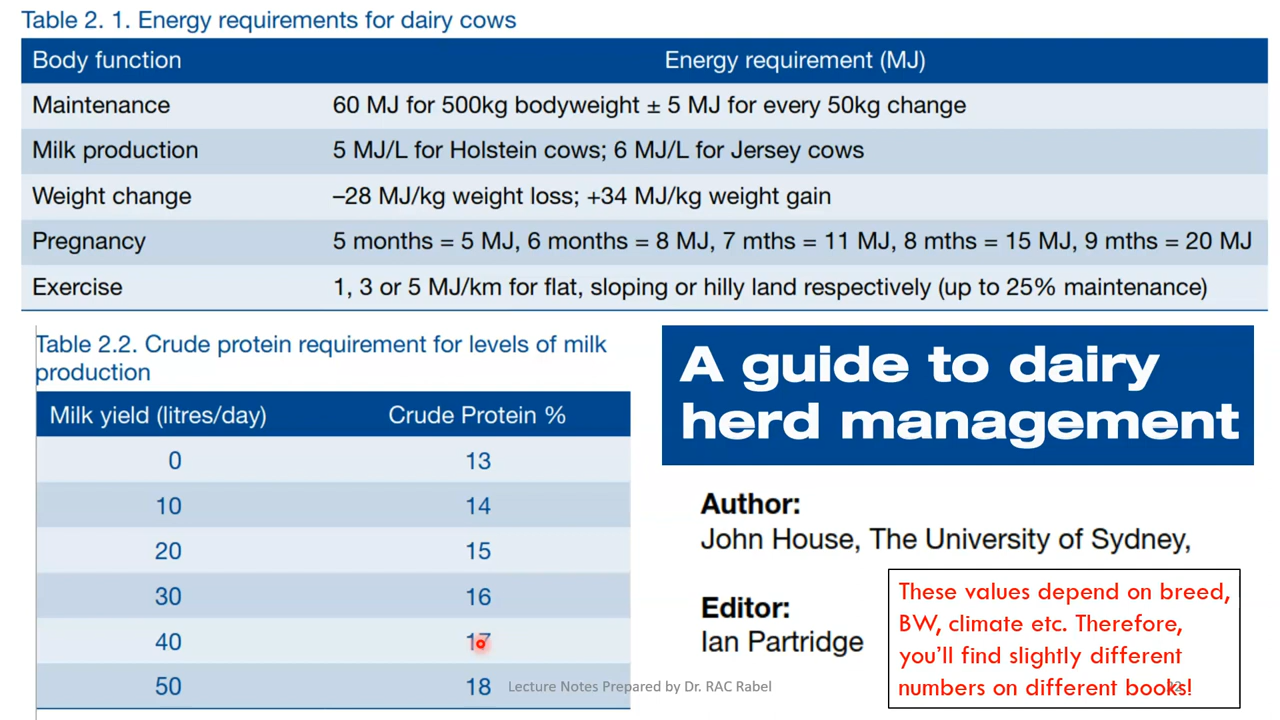 Table 2. 1. Energy requirements for dairy cows
Body function Energy requirement (MJ)
Maintenance 60 MJ for 500kg bodyweight ± 5 MJ for every 50kg change
Milk production 5 MJ/L for Holstein cows; 6 MJ/L for Jersey cows
Weight change –28 MJ/kg weight loss; +34 MJ/kg weight gain
Pregnancy 5 months = 5 MJ, 6 months = 8 MJ, 7 mths = 11 MJ, 8 mths = 15 MJ, 9 mths = 20 MJ
Exercise 1, 3 or 5 MJ/km for flat, sloping or hilly land respectively (up to 25% maintenance)
Table 2.2. Crude protein requirement for levels of milk
production
Milk yield (litres/day) Crude Protein %
0 13
10 14
20 15
30 16
40 17
50 18
A guide to dairy
herd management
Author:
John House, The University of Sydney,
Editor:
Ian Partridge
These values depend on breed,
BW, climate etc. Therefore,
you'll find slightly different
numbers on different books!
Lecture Notes Prepared by Dr. RAC Rabel